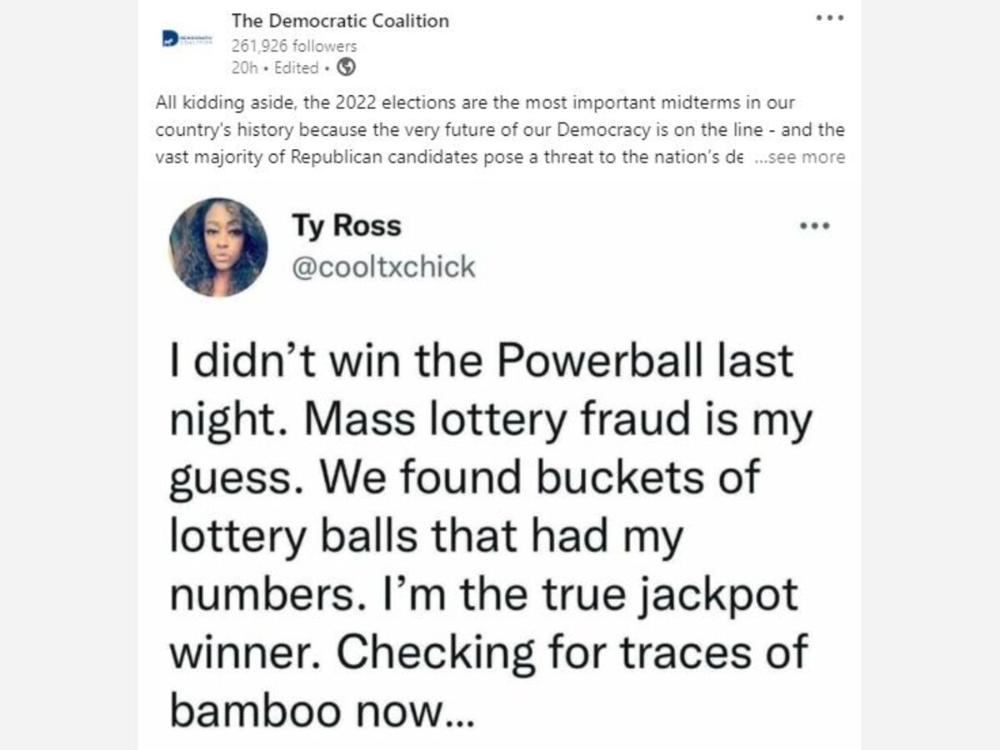 The Democratic Coalition
261,926 followers
20h • Edited •
All kidding aside, the 2022 elections are the most important midterms in our
country's history because the very future of our Democracy is on the line - and the
vast majority of Republican candidates pose a threat to the nation's de ...see more
Ty Ross
@cooltxchick
I didn’t win the Powerball last
night. Mass lottery fraud is my
guess. We found buckets of
lottery balls that had my
numbers. I’m the true jackpot
winner. Checking for traces of
bamboo now...